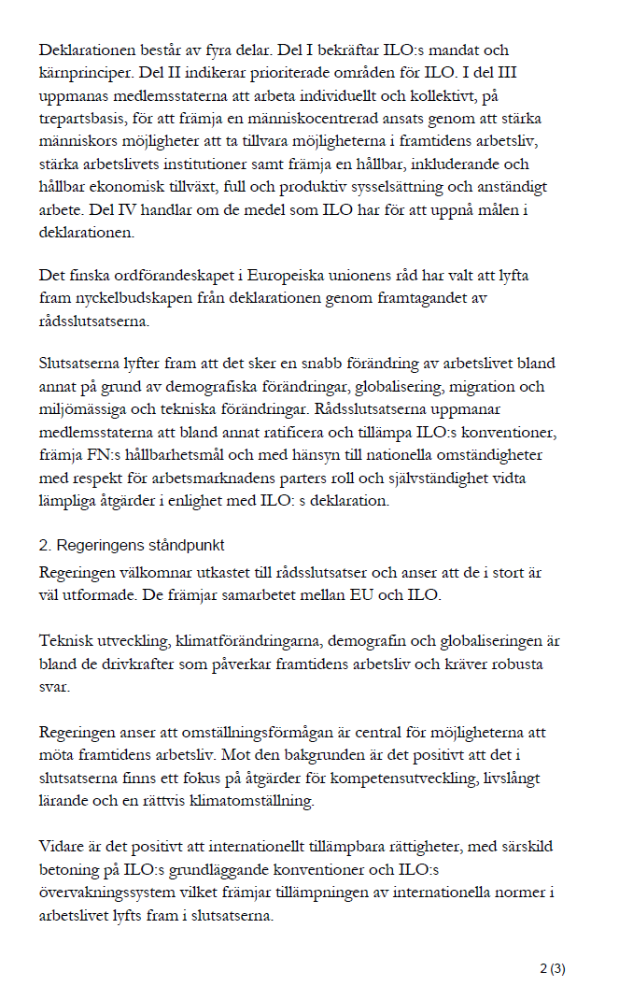 Deklarationen består av fyra delar. Del I bekräftar ILO:s mandat och
kärnprinciper. Del II indikerar prioriterade områden för ILO. I del III
uppmanas medlemsstaterna att arbeta individuellt och kollektivt, på
trepartsbasis, för att främja en människocentrerad ansats genom att stärka
människors möjligheter att ta tillvara möjligheterna i framtidens arbetsliv,
stärka arbetslivets institutioner samt främja en hållbar, inkluderande och
hållbar ekonomisk tillväxt, full och produktiv sysselsättning och anständigt
arbete. Del IV handlar om de medel som ILO har för att uppnå målen i
deklarationen.
Det finska ordförandeskapet i Europeiska unionens råd har valt att lyfta
fram nyckelbudskapen från deklarationen genom framtagandet av
rådsslutsatserna.
Slutsatserna lyfter fram att det sker en snabb förändring av arbetslivet bland
annat på grund av demografiska förändringar, globalisering, migration och
miljömässiga och tekniska förändringar. Rådsslutsatserna uppmanar
medlemsstaterna att bland annat ratificera och tillämpa ILO:s konventioner,
främja FN:s hållbarhetsmål och med hänsyn till nationella omständigheter
med respekt för arbetsmarknadens parters roll och självständighet vidta
lämpliga åtgärder i enlighet med ILO: s deklaration.
2. Regeringens ståndpunkt
Regeringen välkomnar utkastet till rådsslutsatser och anser att de i stort är
väl utformade. De främjar samarbetet mellan EU och ILO.
Teknisk utveckling, klimatförändringarna, demografin och globaliseringen är
bland de drivkrafter som påverkar framtidens arbetsliv och kräver robusta
svar.
Regeringen anser att omställningsförmågan är central för möjligheterna att
möta framtidens arbetsliv. Mot den bakgrunden är det positivt att det i
slutsatserna finns ett fokus på åtgärder för kompetensutveckling, livslångt
lärande och en rättvis klimatomställning.
Vidare är det positivt att internationellt tillämpbara rättigheter, med särskild
betoning på ILO:s grundläggande konventioner och ILO:s
övervakningssystem vilket främjar tillämpningen av internationella normer i
arbetslivet lyfts fram i slutsatserna.
2 (3)